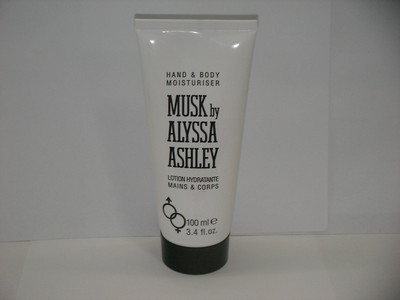 HAND & BODY
MOISTURISER
MUSK by
ALYSSA
ASHLEY
LOTION HYDRATANTE
MAINS & CORPS
100 ml ℮
3.4 fl.oz.